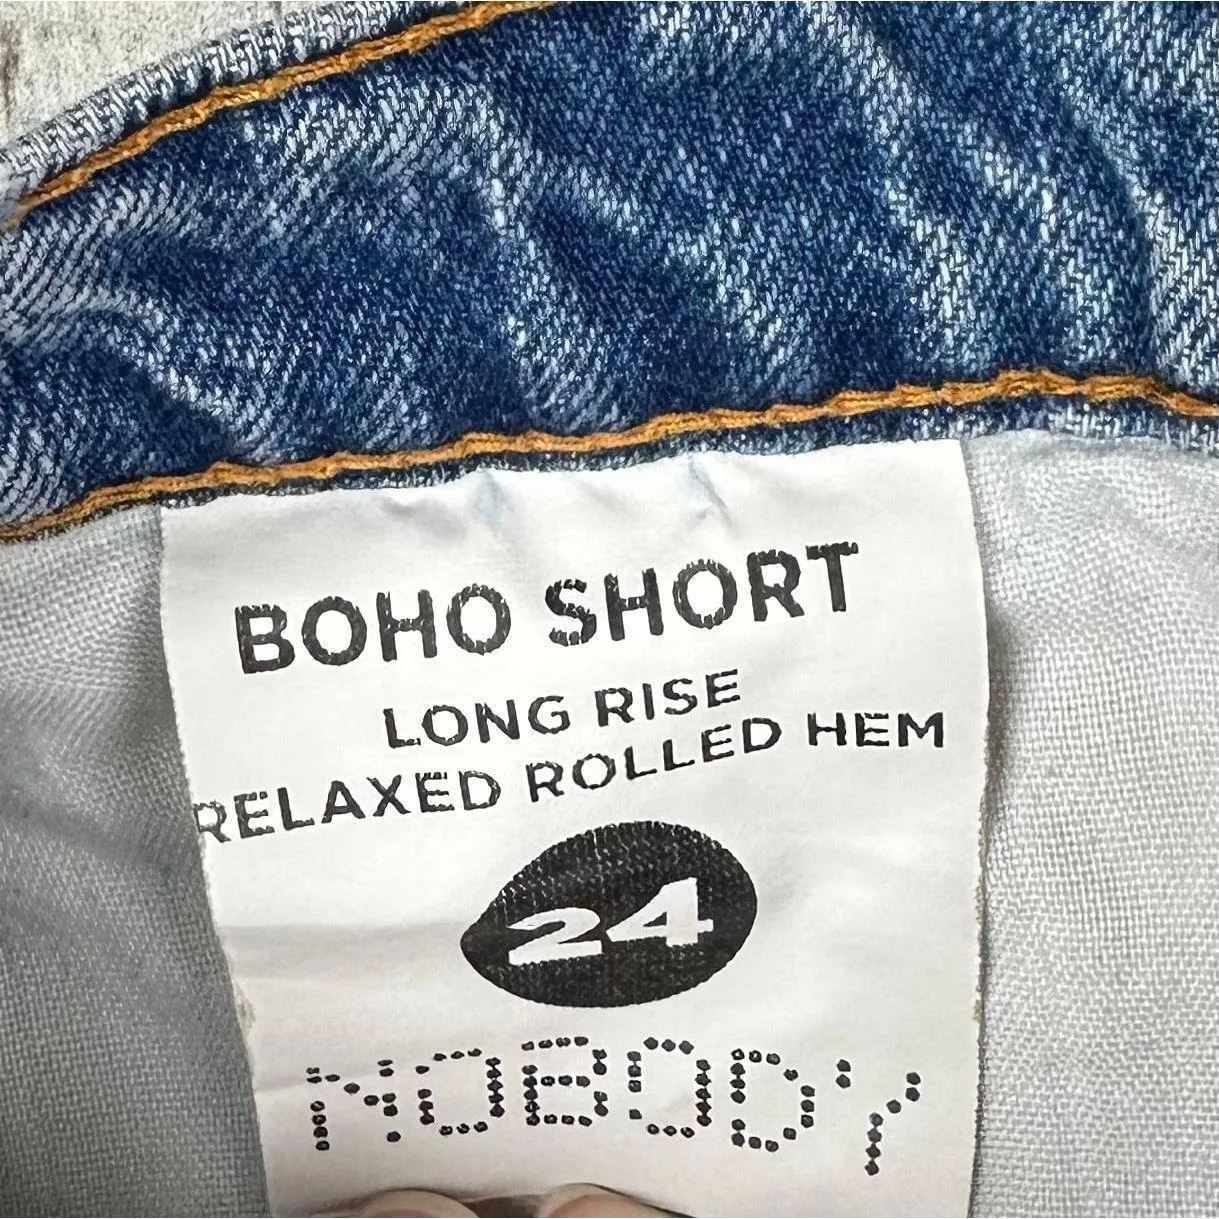 BOHO SHORT
LONG RISE
RELAXED ROLLED HEM
24
NOBODY